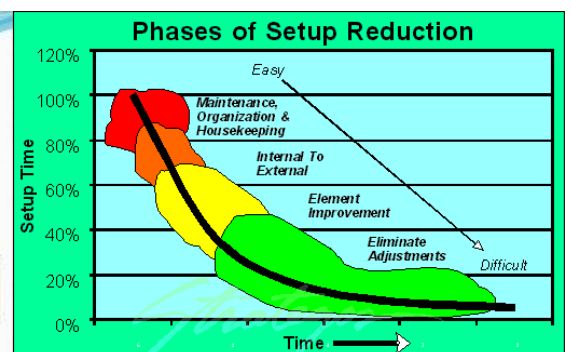 Phases of Setup Reduction
120%
100%
80%
60%
40%
20%
0%
Setup Time
Easy
Maintenance,
Organization &
Housekeeping
Internal To
External
Element
Improvement
Eliminate
Adjustments
Difficult
Strategos
Time